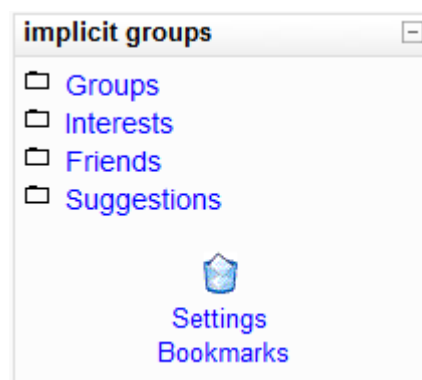 implicit groups
Groups
Interests
Friends
Suggestions
Settings
Bookmarks